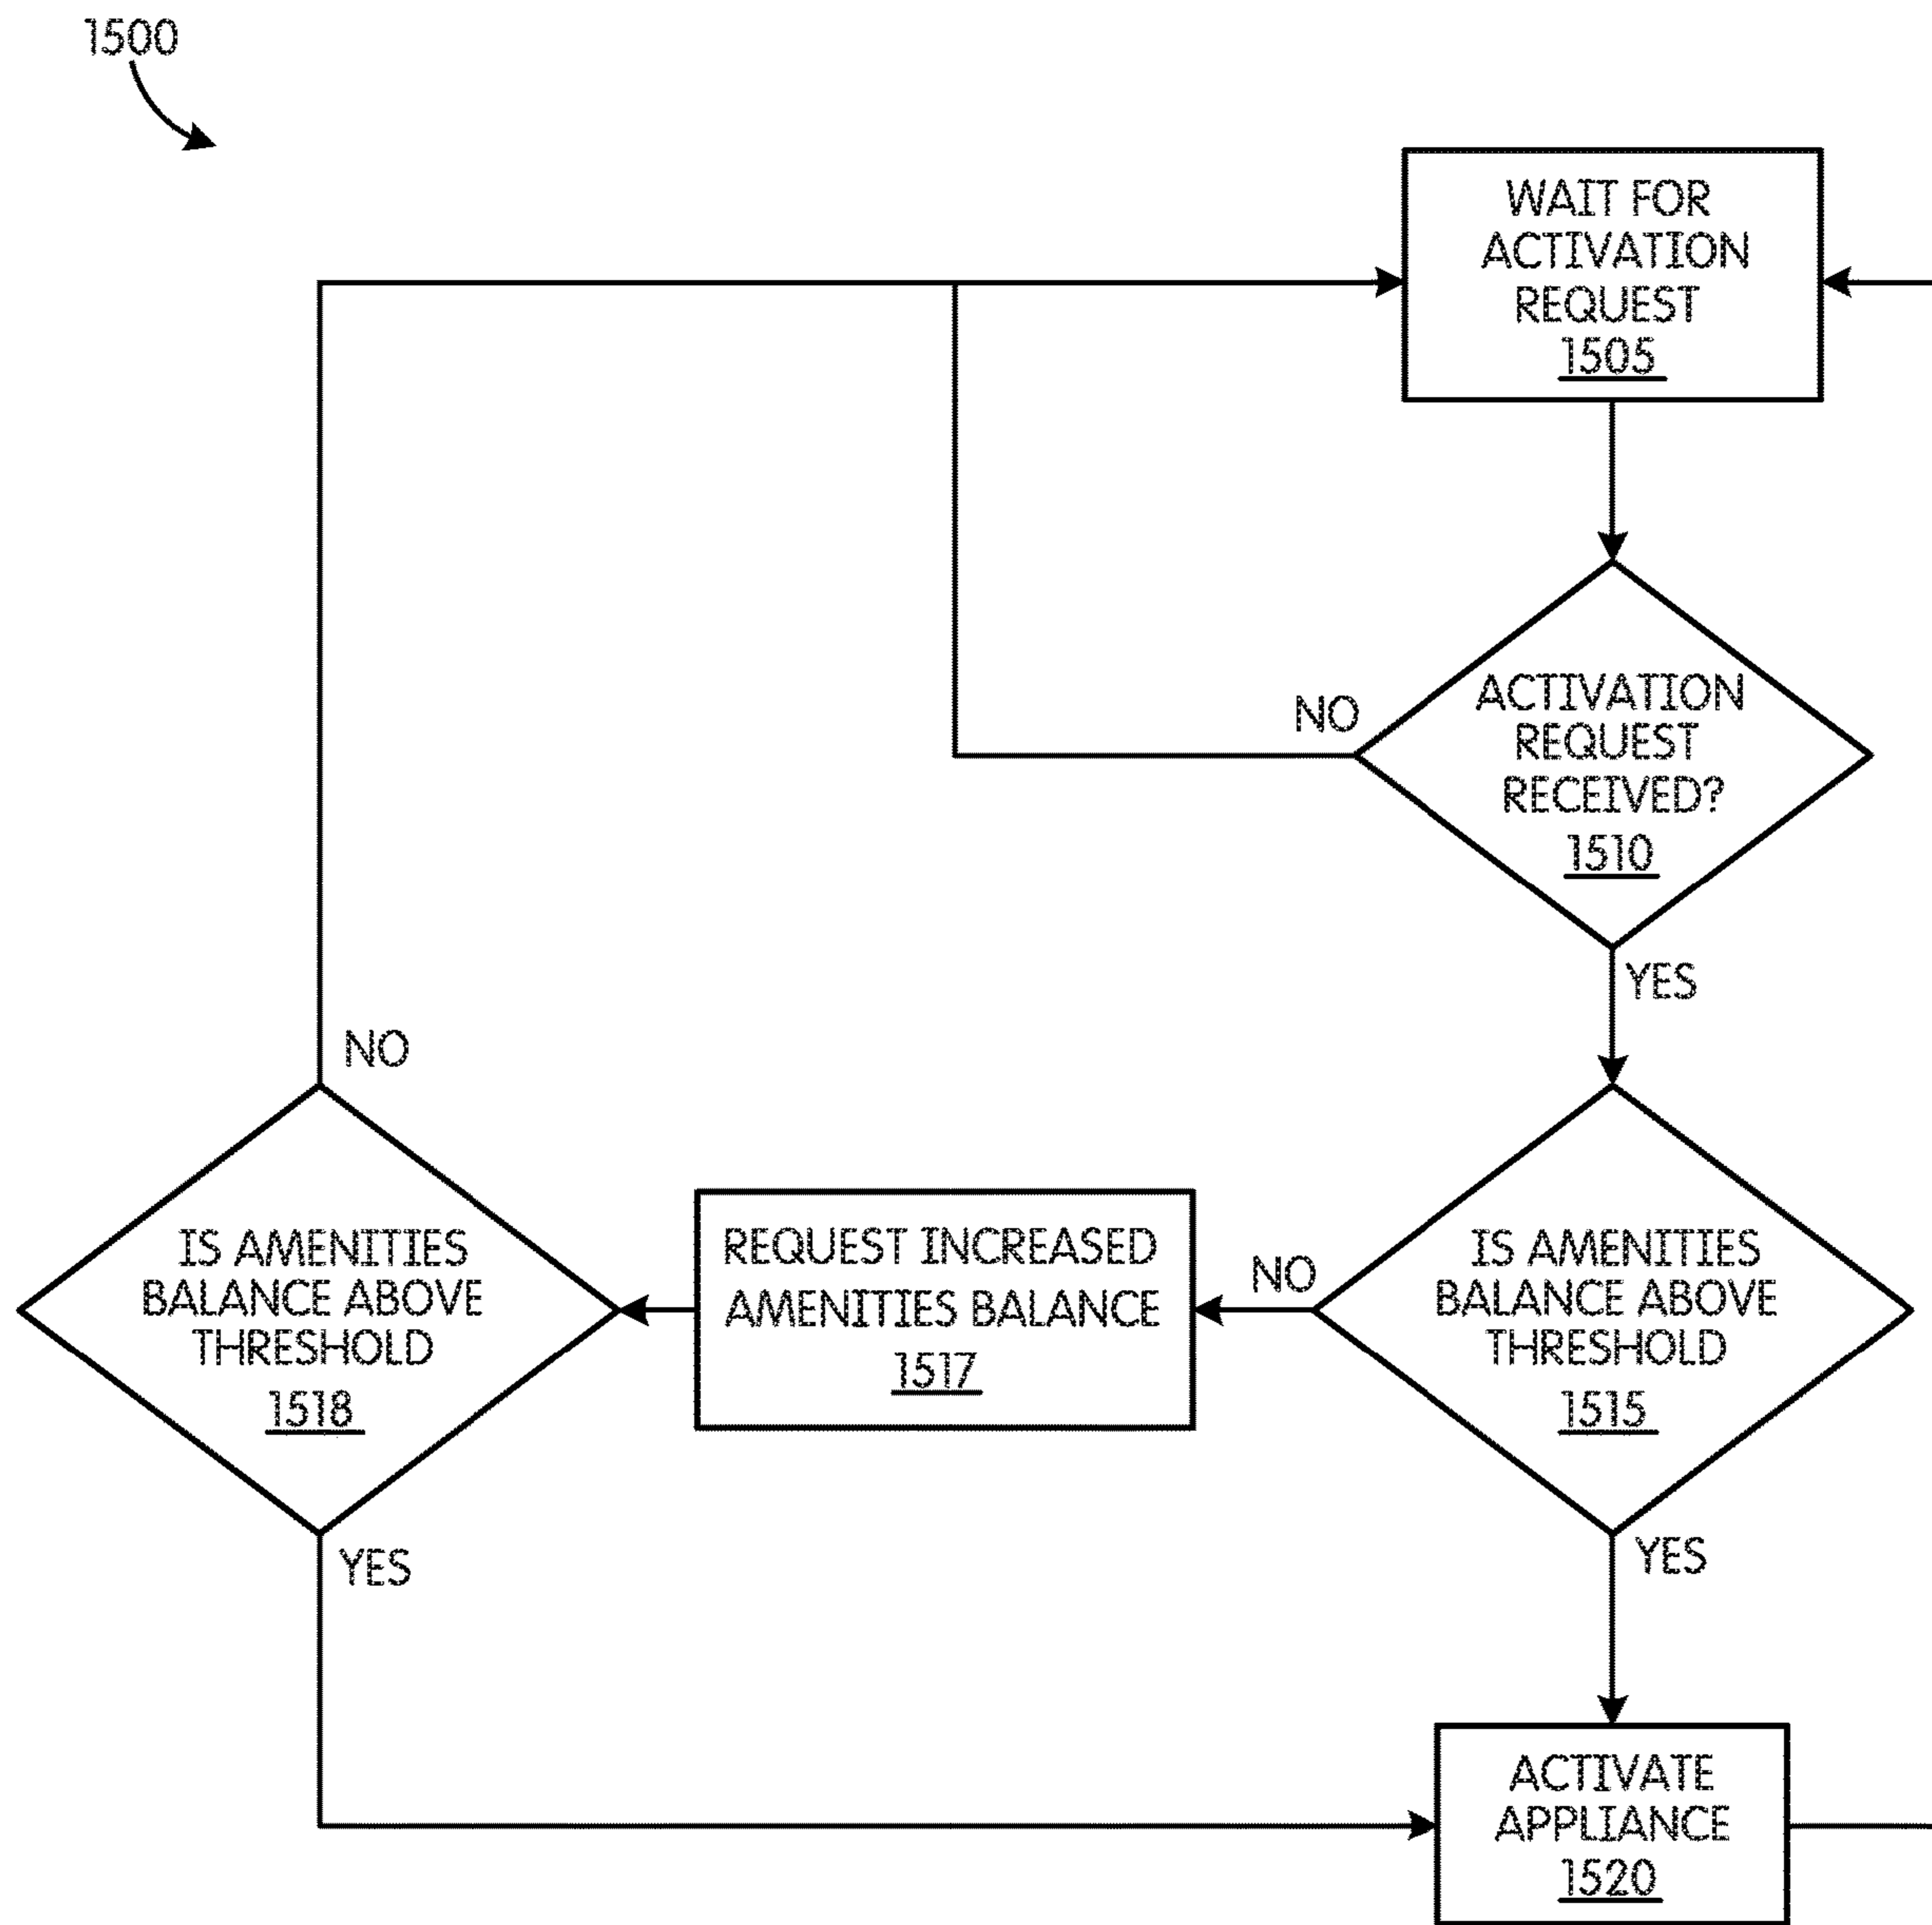 1500
WAIT FOR
ACTIVATION
REQUEST
1505
ACTIVATION
REQUEST
RECEIVED?
1510
NO
YES
IS AMENITIES
BALANCE ABOVE
THRESHOLD
1515
NO
YES
REQUEST INCREASED
AMENITIES BALANCE
1517
IS AMENITIES
BALANCE ABOVE
THRESHOLD
1518
NO
YES
ACTIVATE
APPLIANCE
1520